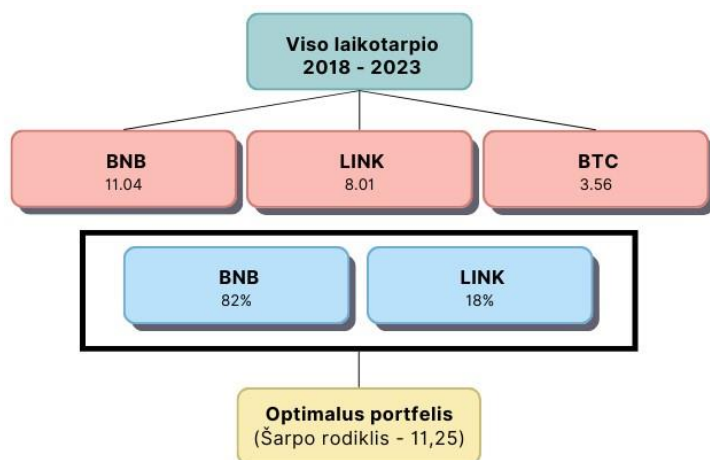 Viso laikotarpio
2018 - 2023
BNB
11.04
LINK
8.01
BTC
3.56
BNB
82%
LINK
18%
Optimalus portfelis
(Šarpo rodiklis - 11,25)